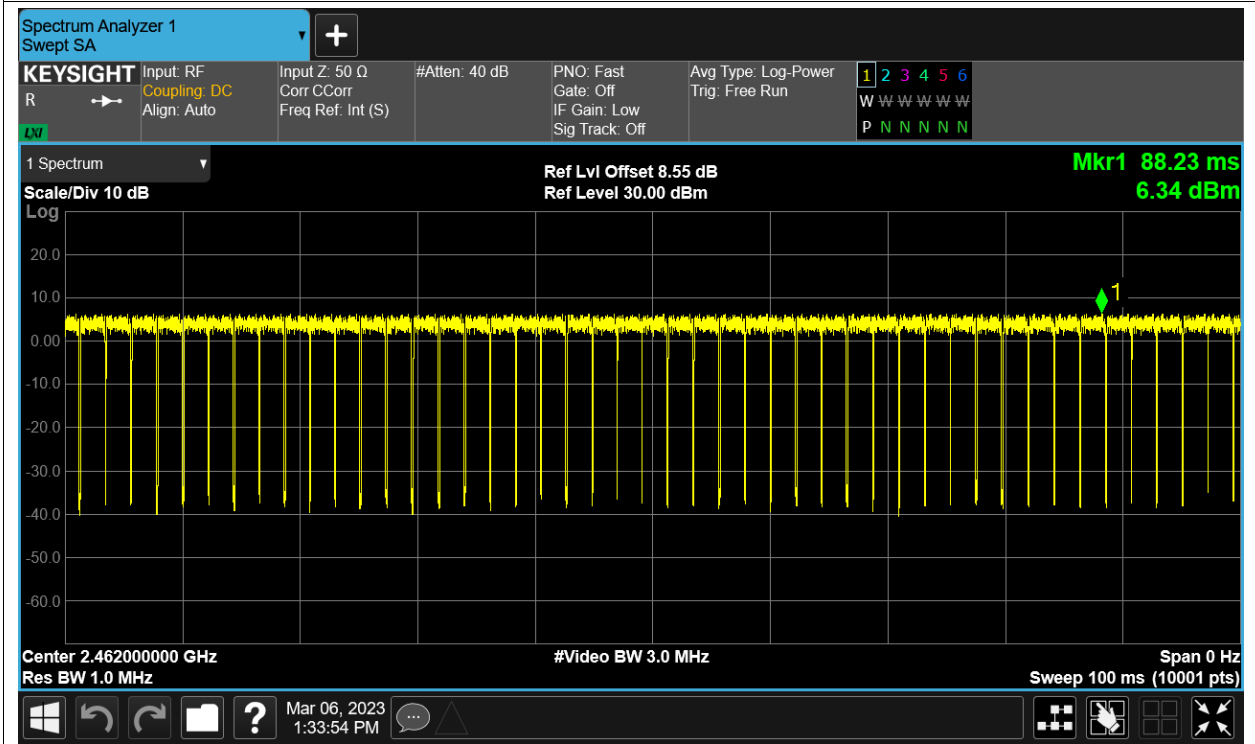 Spectrum Analyzer 1
Swept SA
KEYSIGHT
R
LXI
Input: RF
Coupling: DC
Align: Auto
Input Z: 50 Ω
Corr CCorr
Freq Ref: Int (S)
#Atten: 40 dB
PNO: Fast
Gate: Off
IF Gain: Low
Sig Track: Off
Avg Type: Log-Power
Trig: Free Run
1 2 3 4 5 6
W W W W W W
P N N N N N
1 Spectrum
Scale/Div 10 dB
Log
Ref Lvl Offset 8.55 dB
Ref Level 30.00 dBm
Mkr1 88.23 ms
6.34 dBm
20.0
10.0
1
0.00
-10.0
-20.0
-30.0
-40.0
-50.0
-60.0
Center 2.462000000 GHz
Res BW 1.0 MHz
#Video BW 3.0 MHz
Span 0 Hz
Sweep 100 ms (10001 pts)
?
Mar 06, 2023
1:33:54 PM